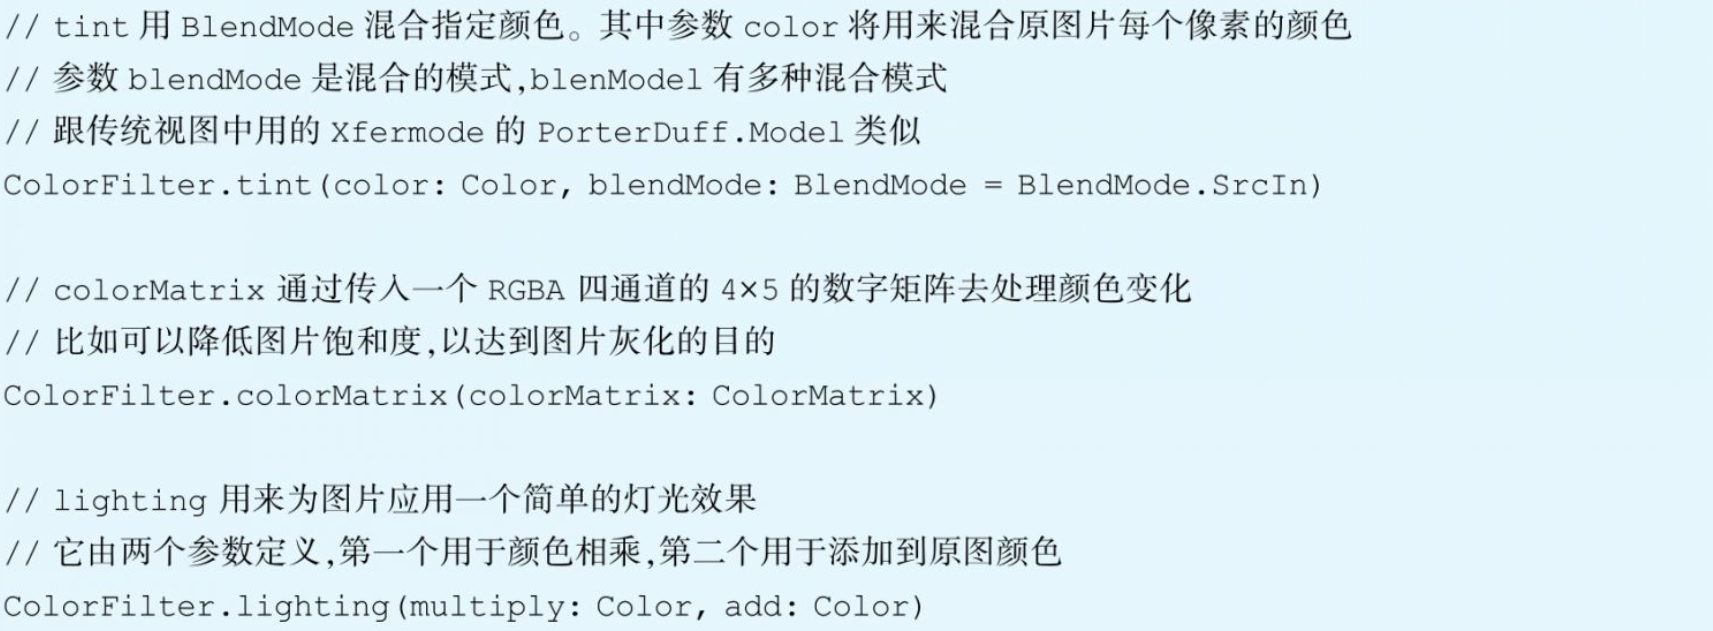 // tint 用 BlendMode 混合指定颜色。其中参数 color 将用来混合原图片每个像素的颜色
// 参数 blendMode 是混合的模式,blenModel 有多种混合模式
// 跟传统视图中用的 Xfermode 的 PorterDuff.Model 类似
ColorFilter.tint(color: Color, blendMode: BlendMode = BlendMode.SrcIn)
// colorMatrix 通过传入一个 RGBA 四通道的 4×5 的数字矩阵去处理颜色变化
// 比如可以降低图片饱和度,以达到图片灰化的目的
ColorFilter.colorMatrix(colorMatrix: ColorMatrix)
// lighting 用来为图片应用一个简单的灯光效果
// 它由两个参数定义,第一个用于颜色相乘,第二个用于添加到原图颜色
ColorFilter.lighting(multiply: Color, add: Color)